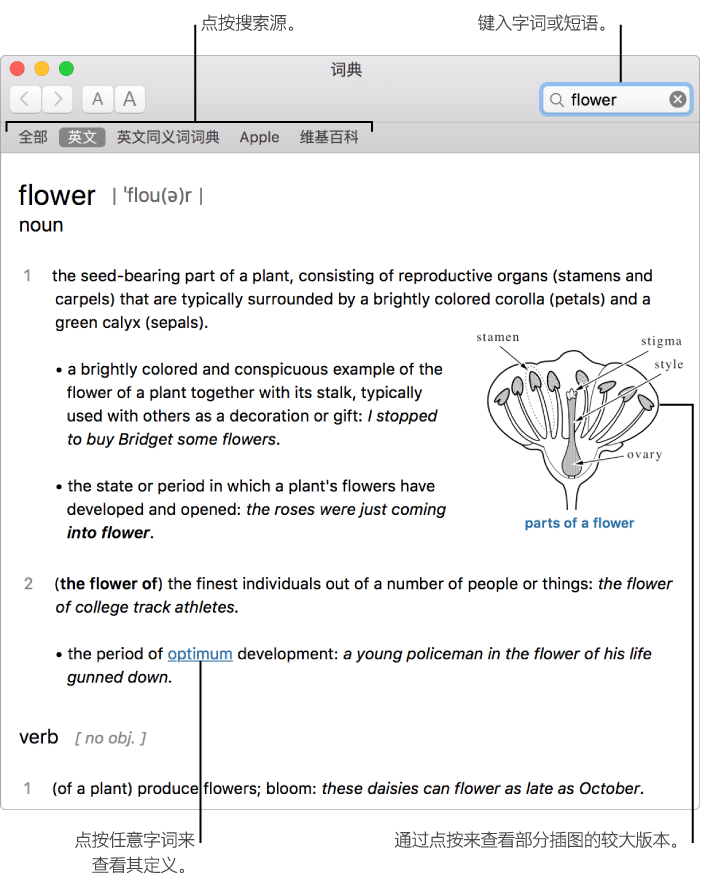 点按搜索源。
键入字词或短语。
词典
A A
flower
全部 英文 英文同义词词典 Apple 维基百科
flower | ˈflou(ə)r |
noun
1 the seed-bearing part of a plant, consisting of reproductive organs (stamens and
carpels) that are typically surrounded by a brightly colored corolla (petals) and a
green calyx (sepals).
• a brightly colored and conspicuous example of the
flower of a plant together with its stalk, typically
used with others as a decoration or gift: I stopped
to buy Bridget some flowers.
• the state or period in which a plant's flowers have
developed and opened: the roses were just coming
into flower.
stamen
stigma
style
ovary
parts of a flower
2 (the flower of) the finest individuals out of a number of people or things: the flower
of college track athletes.
• the period of optimum development: a young policeman in the flower of his life
gunned down.
verb [ no obj. ]
1 (of a plant) produce flowers; bloom: these daisies can flower as late as October.
点按任意字词来
查看其定义。
通过点按来查看部分插图的较大版本。